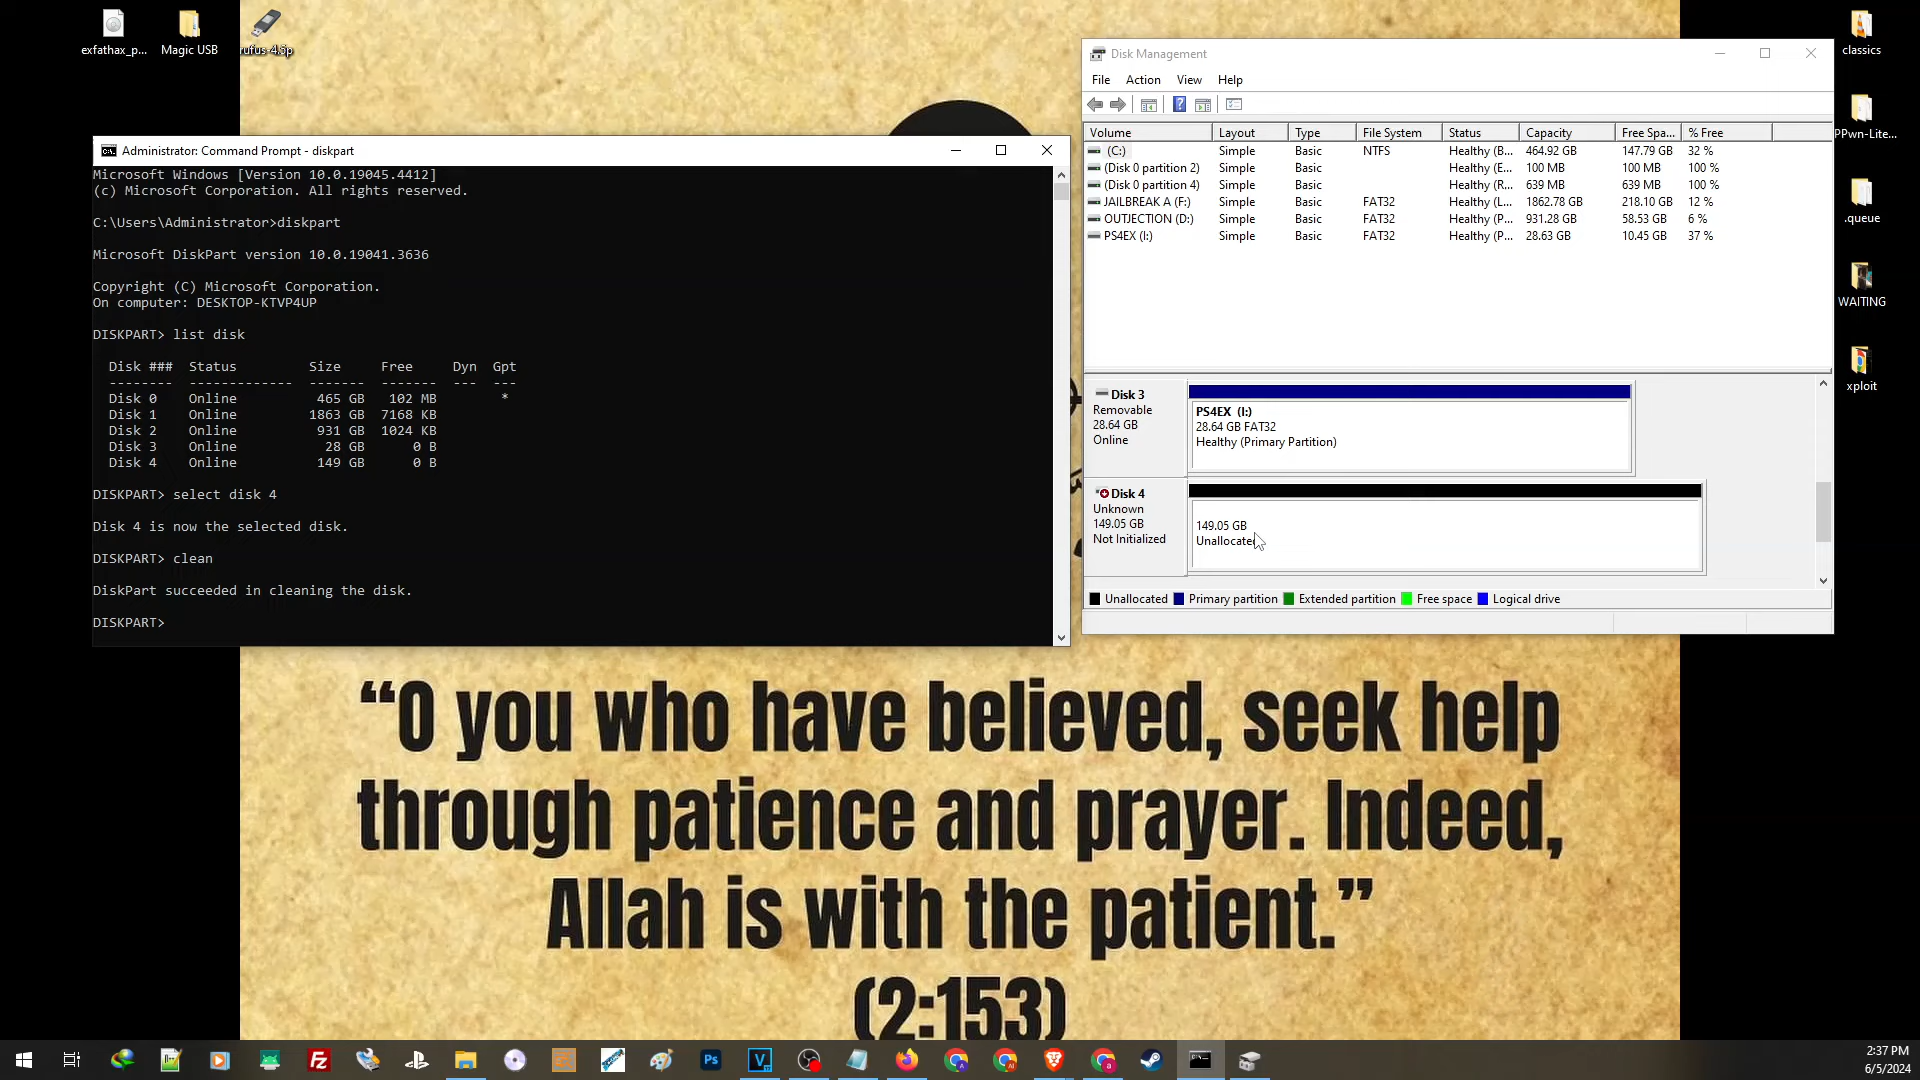 exfathax_p...
Magic USB
rufus-4.5p
classics
PPwn-Lite...
.queue
WAITING
xploit
Administrator: Command Prompt - diskpart
Microsoft Windows [Version 10.0.19045.4412]
(c) Microsoft Corporation. All rights reserved.
C:\Users\Administrator>diskpart
Microsoft DiskPart version 10.0.19041.3636
Copyright (C) Microsoft Corporation.
On computer: DESKTOP-KTVP4UP
DISKPART> list disk
Disk ### Status Size Free Dyn Gpt
-------- ------------- ------- ------- --- ---
Disk 0 Online 465 GB 102 MB *
Disk 1 Online 1863 GB 7168 KB
Disk 2 Online 931 GB 1024 KB
Disk 3 Online 28 GB 0 B
Disk 4 Online 149 GB 0 B
DISKPART> select disk 4
Disk 4 is now the selected disk.
DISKPART> clean
DiskPart succeeded in cleaning the disk.
DISKPART>
Disk Management
File Action View Help
Volume Layout Type File System Status Capacity Free Spa... % Free
(C:) Simple Basic NTFS Healthy (B... 464.92 GB 147.79 GB 32 %
(Disk 0 partition 2) Simple Basic Healthy (E... 100 MB 100 MB 100 %
(Disk 0 partition 4) Simple Basic Healthy (R... 639 MB 639 MB 100 %
JAILBREAK A (F:) Simple Basic FAT32 Healthy (L... 1862.78 GB 218.10 GB 12 %
OUTJECTION (D:) Simple Basic FAT32 Healthy (P... 931.28 GB 58.53 GB 6 %
PS4EX (I:) Simple Basic FAT32 Healthy (P... 28.63 GB 10.45 GB 37 %
Disk 3
Removable
28.64 GB
Online
PS4EX (I:)
28.64 GB FAT32
Healthy (Primary Partition)
Disk 4
Unknown
149.05 GB
Not Initialized
149.05 GB
Unallocated
Unallocated Primary partition Extended partition Free space Logical drive
“O you who have believed, seek help
through patience and prayer. Indeed,
Allah is with the patient.”
(2:153)
2:37 PM
6/5/2024